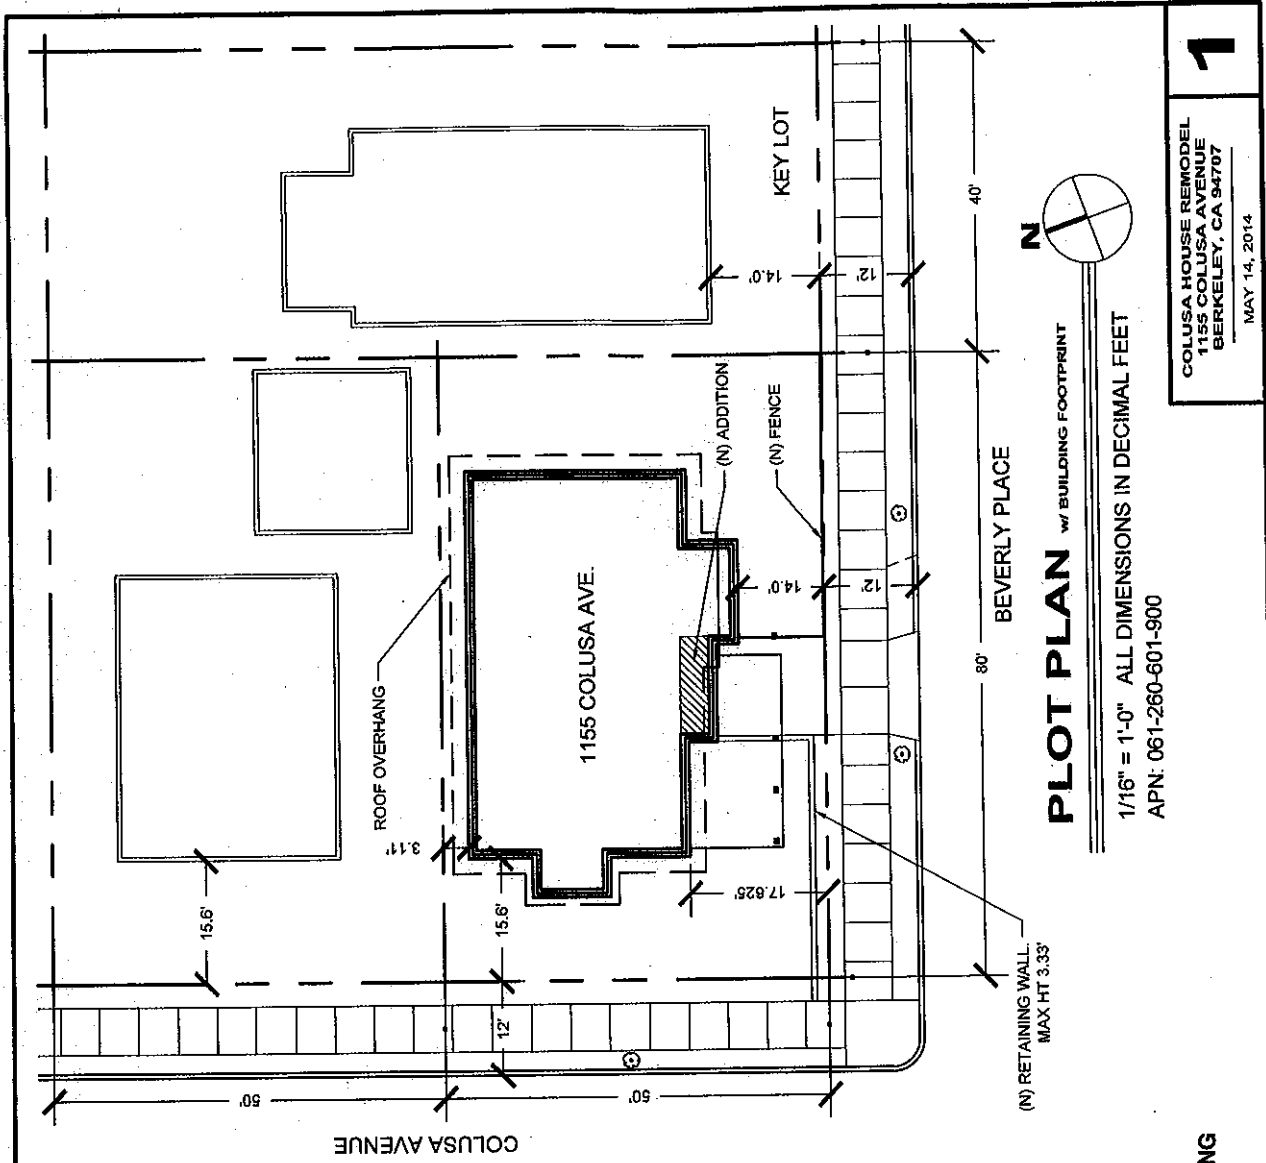 1
COLUSA HOUSE REMODEL
1155 COLUSA AVENUE
BERKELEY, CA 94707
MAY 14, 2014
KEY LOT
40'
14.0'
12'
N
(N) ADDITION
(N) FENCE
ROOF OVERHANG
1155 COLUSA AVE.
14.0'
12'
BEVERLY PLACE
80'
3.11'
15.6'
15.6'
17.625'
12'
50'
50'
COLUSA AVENUE
(N) RETAINING WALL.
MAX HT 3.33'
PLOT PLAN w/ BUILDING FOOTPRINT
1/16" = 1'-0" ALL DIMENSIONS IN DECIMAL FEET
APN: 061-260-601-900
NG